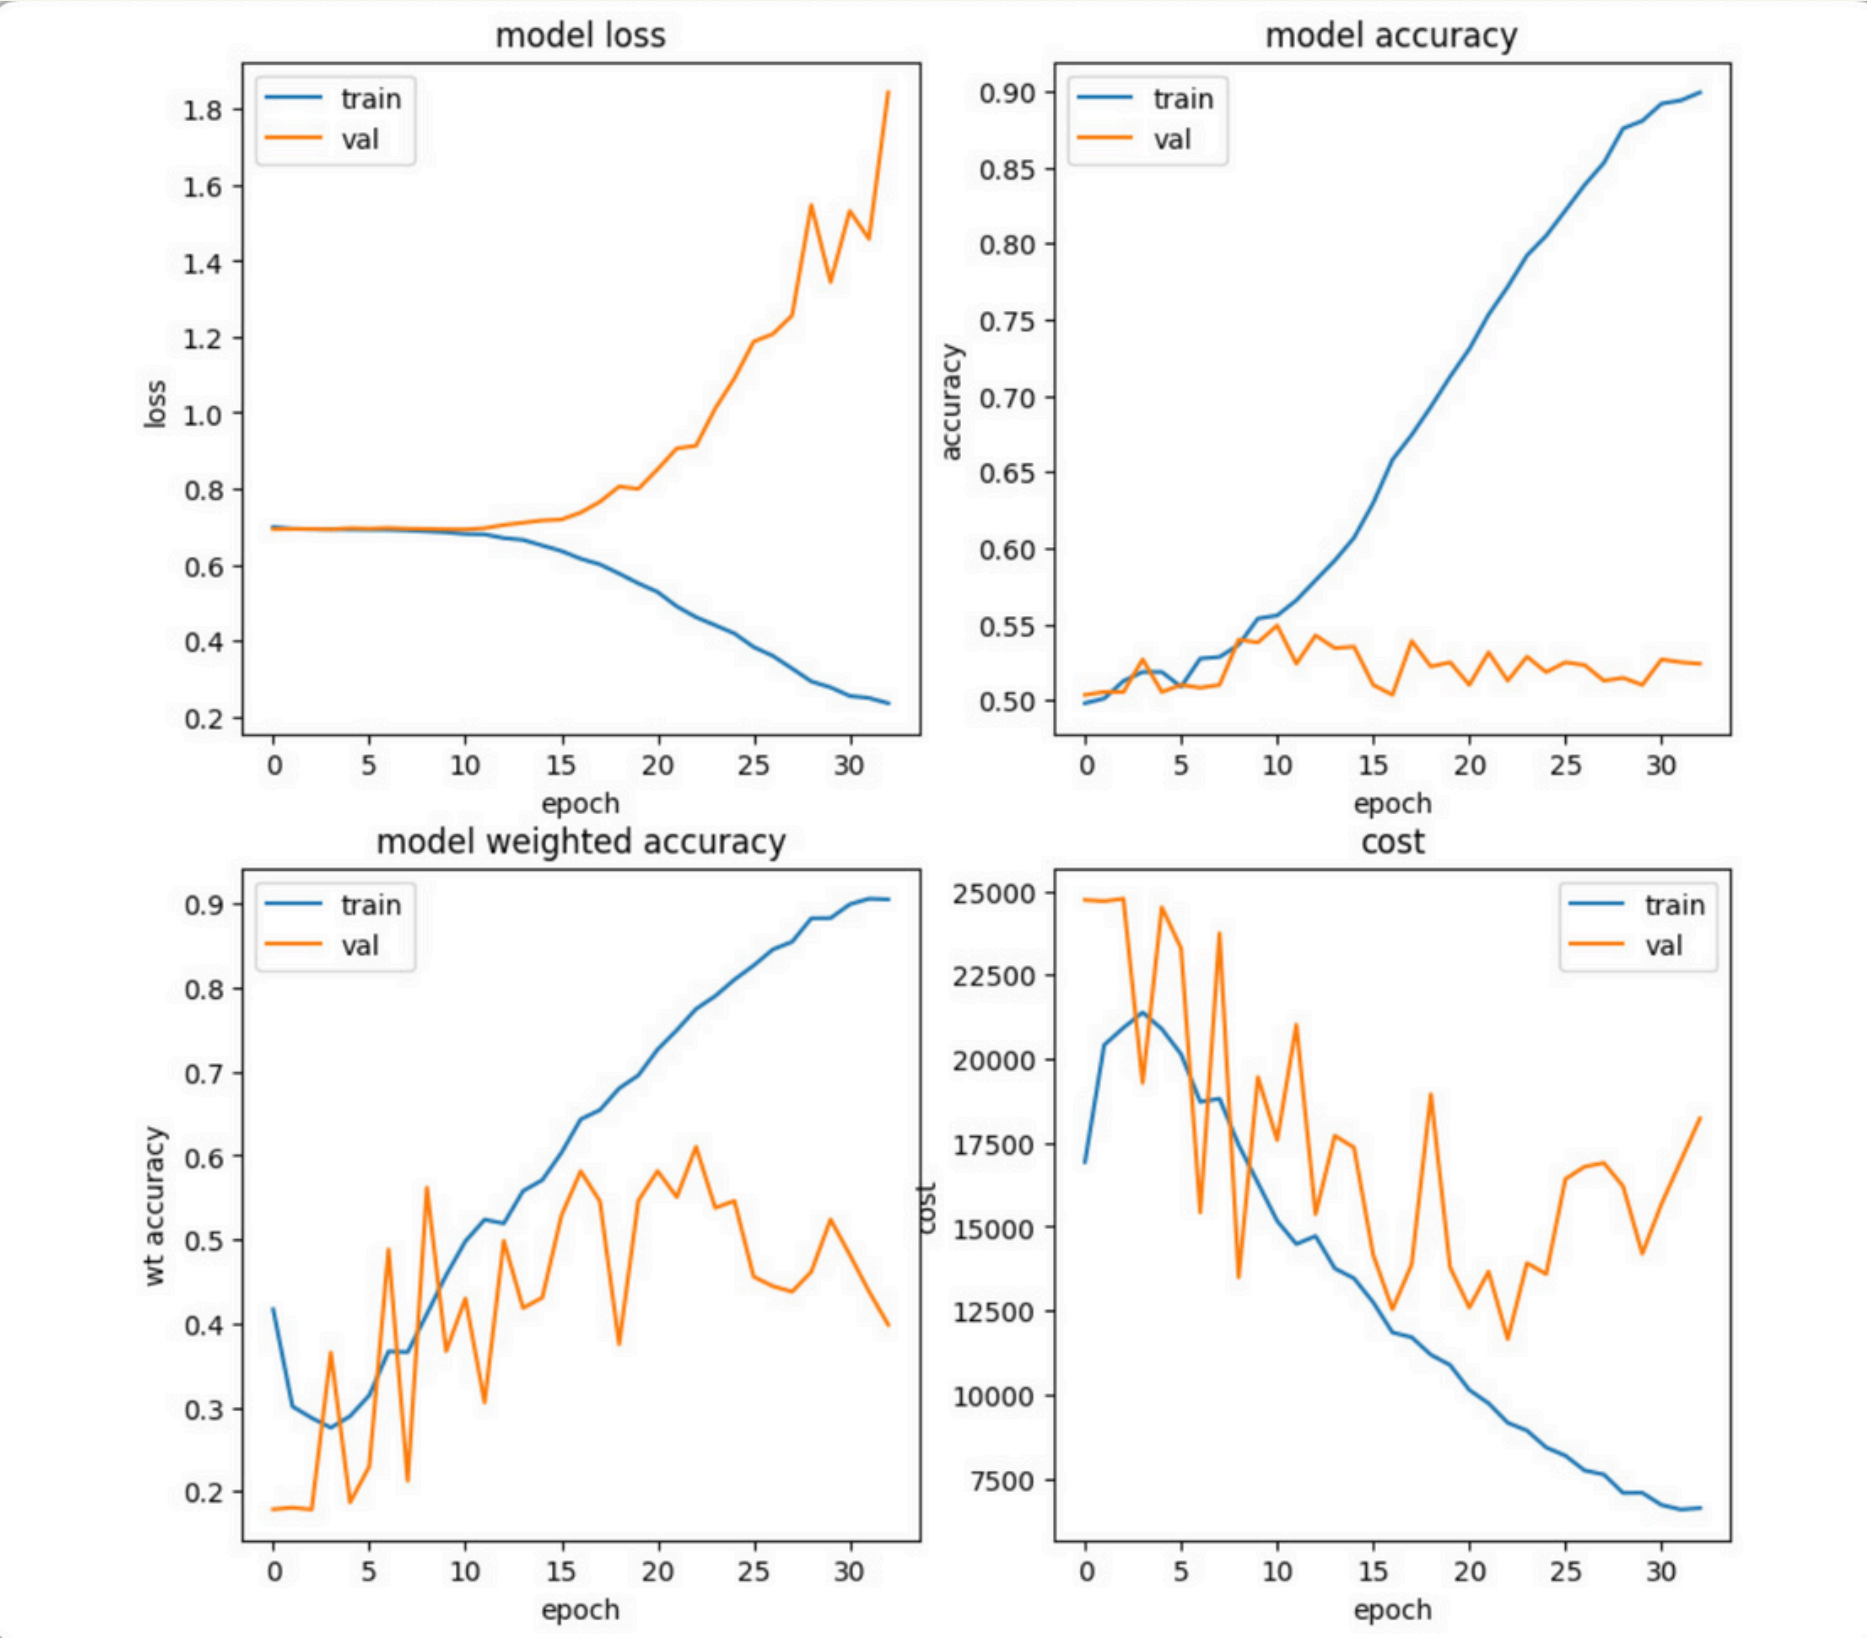 model loss
train
val
1.8
1.6
1.4
1.2
1.0
0.8
0.6
0.4
0.2
loss
0 5 10 15 20 25 30
epoch
model accuracy
train
val
0.90
0.85
0.80
0.75
0.70
0.65
0.60
0.55
0.50
accuracy
0 5 10 15 20 25 30
epoch
model weighted accuracy
train
val
0.9
0.8
0.7
0.6
0.5
0.4
0.3
0.2
wt accuracy
0 5 10 15 20 25 30
epoch
cost
train
val
25000
22500
20000
17500
15000
12500
10000
7500
cost
0 5 10 15 20 25 30
epoch